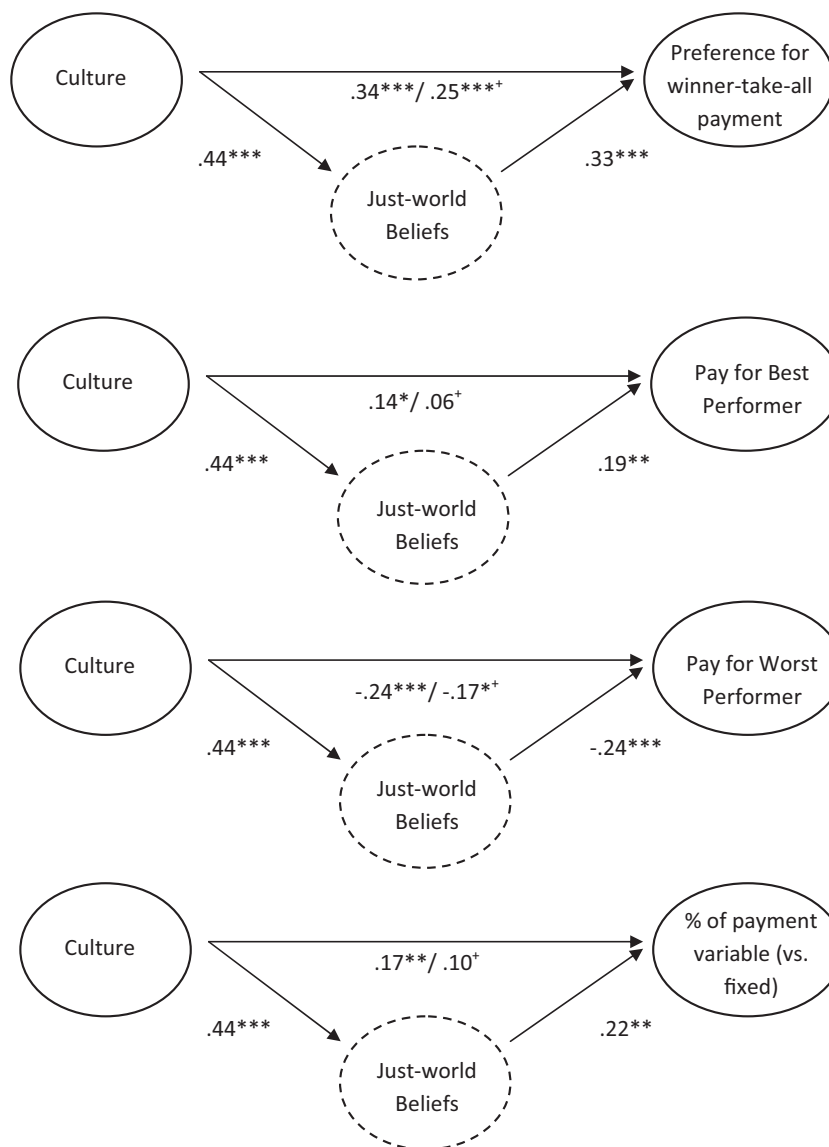 Culture
Preference for
winner-take-all
payment
.34***/ .25***⁺
.44***
.33***
Just-world
Beliefs
Culture
Pay for Best
Performer
.14*/ .06⁺
.44***
.19**
Just-world
Beliefs
Culture
Pay for Worst
Performer
-.24***/ -.17*⁺
.44***
-.24***
Just-world
Beliefs
Culture
% of payment
variable (vs.
fixed)
.17**/ .10⁺
.44***
.22**
Just-world
Beliefs